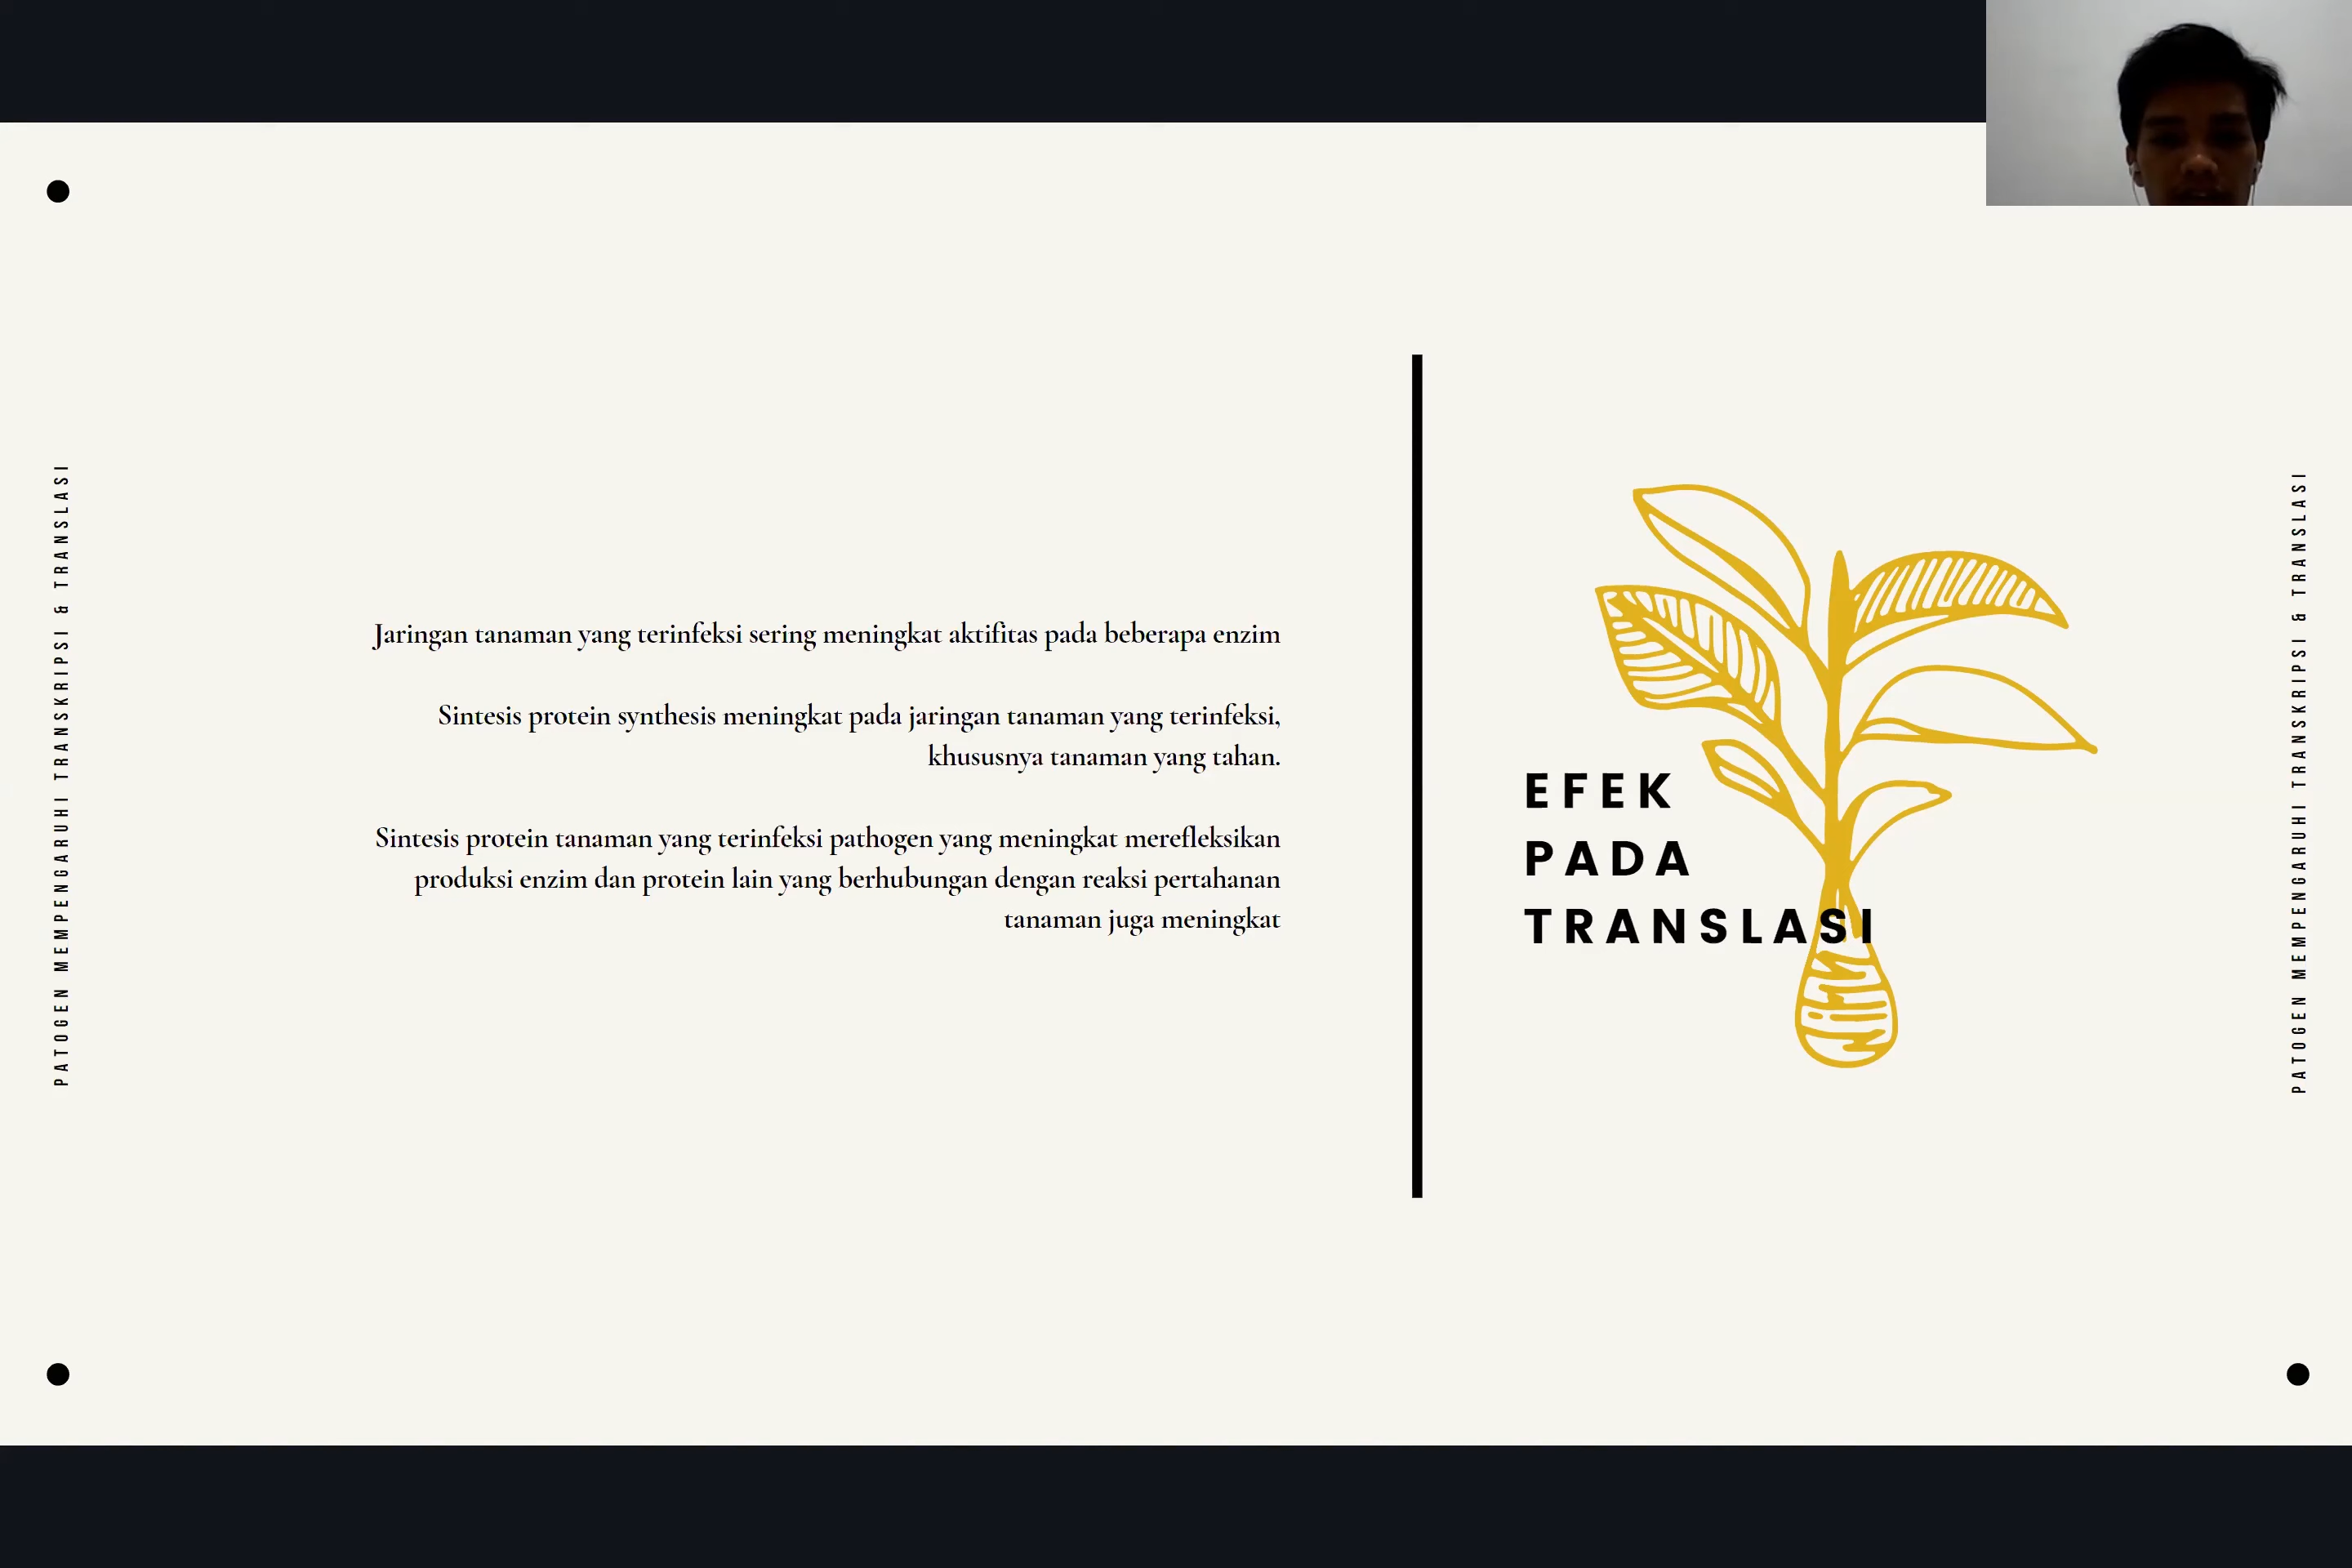 PATOGEN MEMPENGARUHI TRANSKRIPSI & TRANSLASI
Jaringan tanaman yang terinfeksi sering meningkat aktifitas pada beberapa enzim
Sintesis protein synthesis meningkat pada jaringan tanaman yang terinfeksi,
khususnya tanaman yang tahan.
Sintesis protein tanaman yang terinfeksi pathogen yang meningkat merefleksikan
produksi enzim dan protein lain yang berhubungan dengan reaksi pertahanan
tanaman juga meningkat
EFEK
PADA
TRANSLASI
PATOGEN MEMPENGARUHI TRANSKRIPSI & TRANSLASI